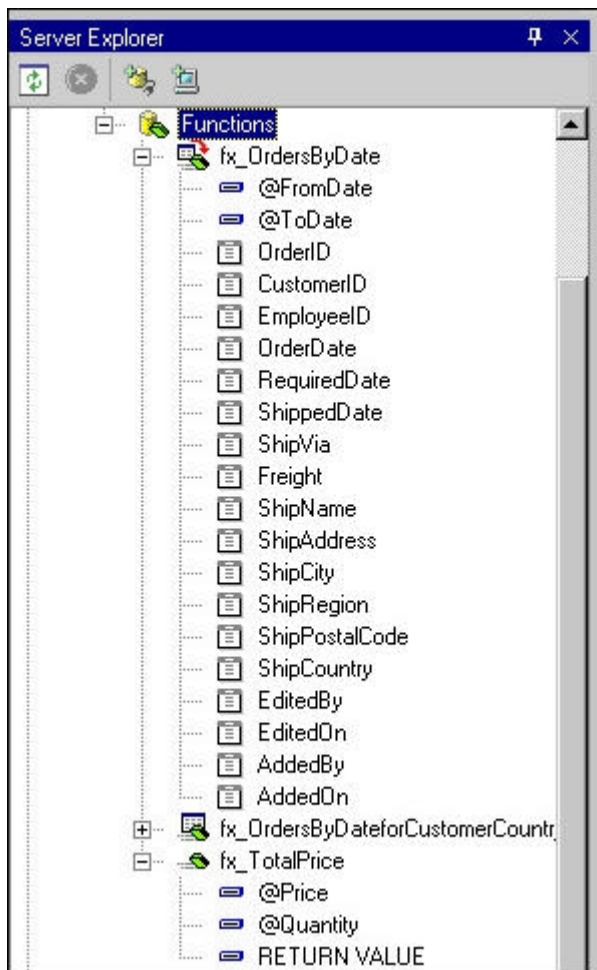 Server Explorer
Functions
fx_OrdersByDate
@FromDate
@ToDate
OrderID
CustomerID
EmployeeID
OrderDate
RequiredDate
ShippedDate
ShipVia
Freight
ShipName
ShipAddress
ShipCity
ShipRegion
ShipPostalCode
ShipCountry
EditedBy
EditedOn
AddedBy
AddedOn
fx_OrdersByDateforCustomerCountr
fx_TotalPrice
@Price
@Quantity
RETURN VALUE